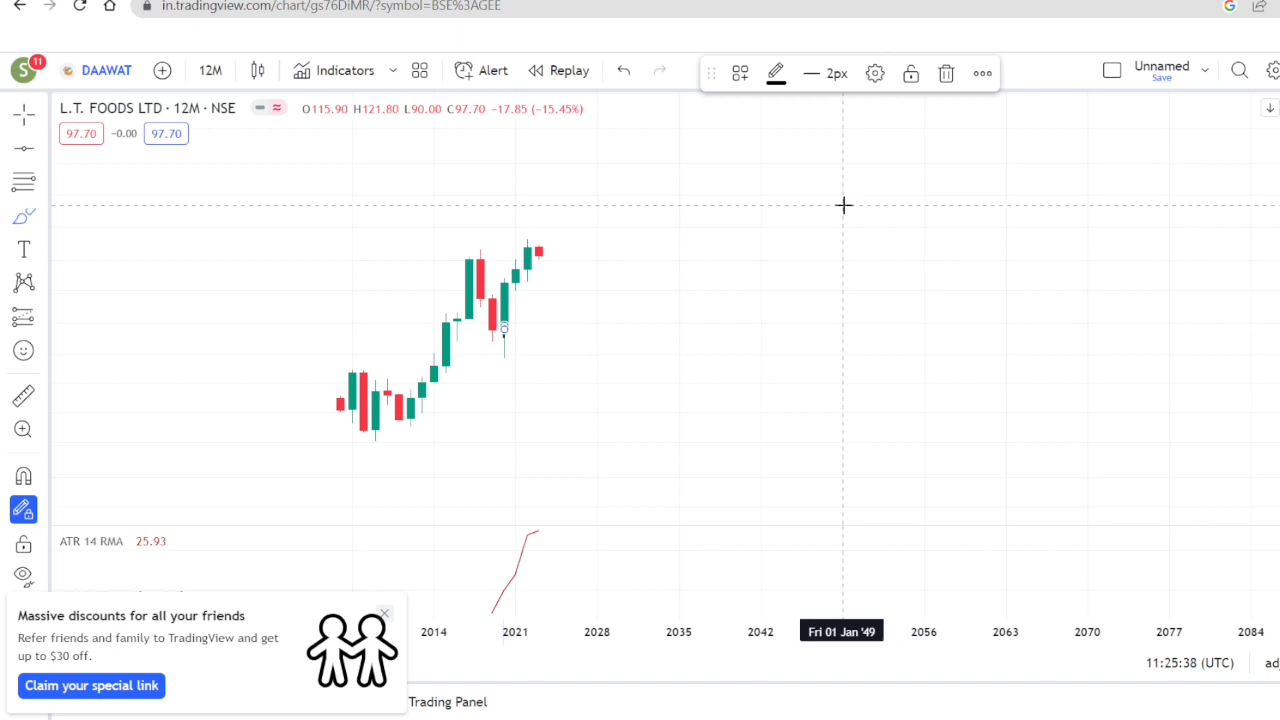 in.tradingview.com/chart/gs76DiMR/?symbol=BSE%3AGEE
S 11 DAAWAT 12M Indicators Alert Replay 2px Unnamed
Save
L.T. FOODS LTD · 12M · NSE O115.90 H121.80 L90.00 C97.70 -17.85 (-15.45%)
97.70 -0.00 97.70
ATR 14 RMA 25.93
Massive discounts for all your friends
Refer friends and family to TradingView and get
up to $30 off.
Claim your special link
2014 2021 2028 2035 2042 Fri 01 Jan '49 2056 2063 2070 2077 2084
11:25:38 (UTC)
Trading Panel